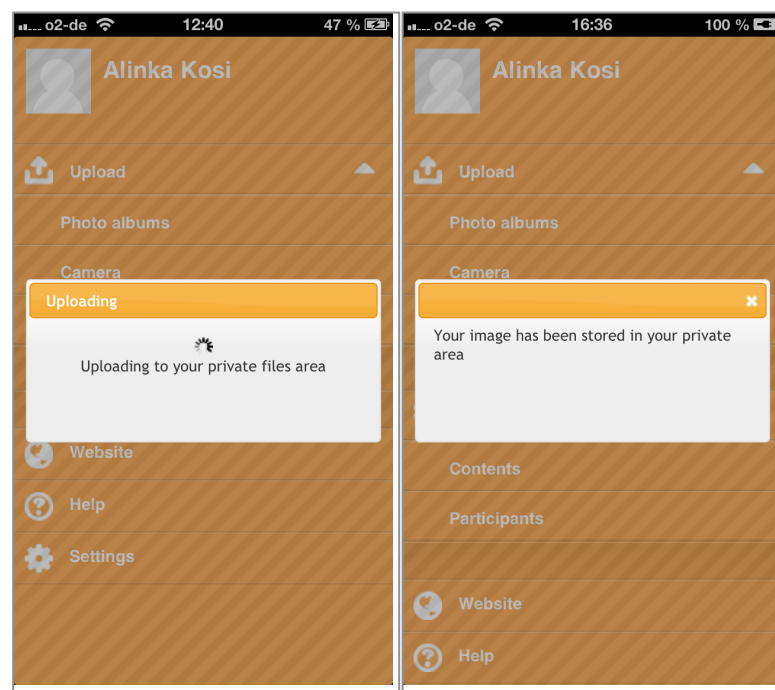 o2-de 12:40 47 %
Alinka Kosi
Upload
Photo albums
Camera
Uploading
Uploading to your private files area
Website
Help
Settings
o2-de 16:36 100 %
Alinka Kosi
Upload
Photo albums
Camera
Your image has been stored in your private
area
Contents
Participants
Website
Help